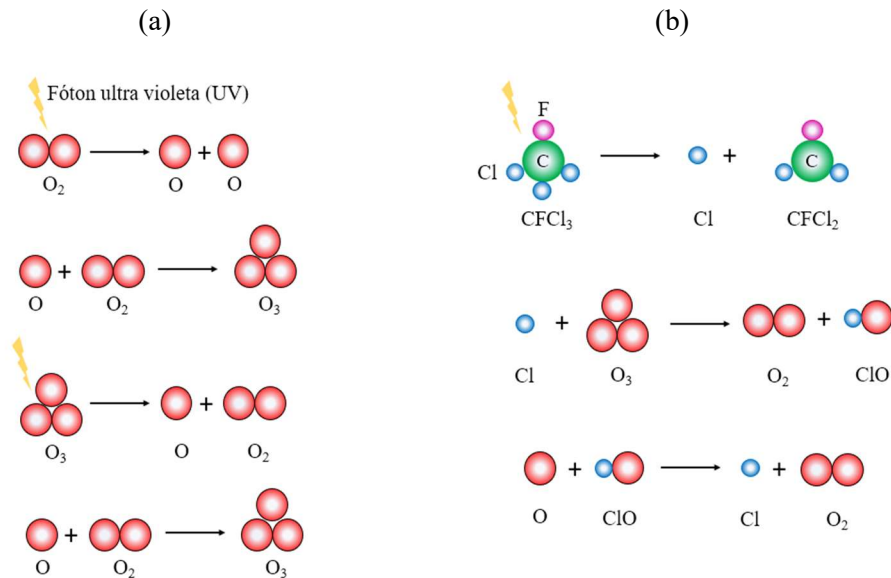 (a)
Fóton ultra violeta (UV)
+
O₂ O O
+
O O₂ O₃
+
O₃ O O₂
+
O O₂ O₃
(b)
F
C + C
Cl
CFCl₃ Cl CFCl₂
+ +
Cl O₃ O₂ ClO
+ +
O ClO Cl O₂